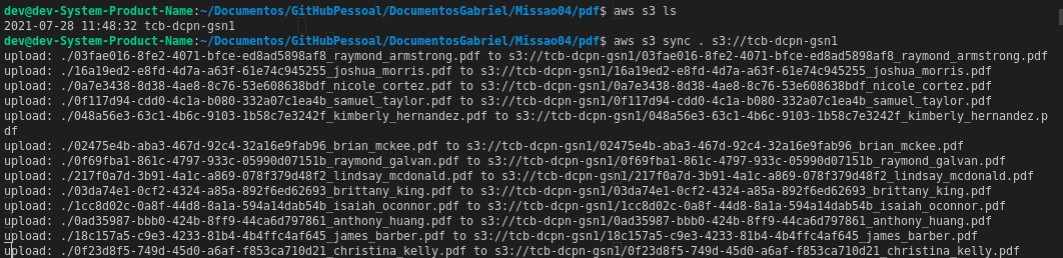 dev@dev-System-Product-Name:~/Documentos/GitHubPessoal/DocumentosGabriel/Missao04/pdf$ aws s3 ls
2021-07-28 11:48:32 tcb-dcpn-gsn1
dev@dev-System-Product-Name:~/Documentos/GitHubPessoal/DocumentosGabriel/Missao04/pdf$ aws s3 sync . s3://tcb-dcpn-gsn1
upload: ./03fae016-8fe2-4071-bfce-ed8ad5898af8_raymond_armstrong.pdf to s3://tcb-dcpn-gsn1/03fae016-8fe2-4071-bfce-ed8ad5898af8_raymond_armstrong.pdf
upload: ./16a19ed2-e8fd-4d7a-a63f-61e74c945255_joshua_morris.pdf to s3://tcb-dcpn-gsn1/16a19ed2-e8fd-4d7a-a63f-61e74c945255_joshua_morris.pdf
upload: ./0a7e3438-8d38-4ae8-8c76-53e608638bdf_nicole_cortez.pdf to s3://tcb-dcpn-gsn1/0a7e3438-8d38-4ae8-8c76-53e608638bdf_nicole_cortez.pdf
upload: ./0f117d94-cdd0-4c1a-b080-332a07c1ea4b_samuel_taylor.pdf to s3://tcb-dcpn-gsn1/0f117d94-cdd0-4c1a-b080-332a07c1ea4b_samuel_taylor.pdf
upload: ./048a56e3-63c1-4b6c-9103-1b58c7e3242f_kimberly_hernandez.pdf to s3://tcb-dcpn-gsn1/048a56e3-63c1-4b6c-9103-1b58c7e3242f_kimberly_hernandez.p
df
upload: ./02475e4b-aba3-467d-92c4-32a16e9fab96_brian_mckee.pdf to s3://tcb-dcpn-gsn1/02475e4b-aba3-467d-92c4-32a16e9fab96_brian_mckee.pdf
upload: ./0f69fba1-861c-4797-933c-05990d07151b_raymond_galvan.pdf to s3://tcb-dcpn-gsn1/0f69fba1-861c-4797-933c-05990d07151b_raymond_galvan.pdf
upload: ./217f0a7d-3b91-4a1c-a869-078f379d48f2_lindsay_mcdonald.pdf to s3://tcb-dcpn-gsn1/217f0a7d-3b91-4a1c-a869-078f379d48f2_lindsay_mcdonald.pdf
upload: ./03da74e1-0cf2-4324-a85a-892f6ed62693_brittany_king.pdf to s3://tcb-dcpn-gsn1/03da74e1-0cf2-4324-a85a-892f6ed62693_brittany_king.pdf
upload: ./1cc8d02c-0a8f-44d8-8a1a-594a14dab54b_isaiah_oconnor.pdf to s3://tcb-dcpn-gsn1/1cc8d02c-0a8f-44d8-8a1a-594a14dab54b_isaiah_oconnor.pdf
upload: ./0ad35987-bbb0-424b-8ff9-44ca6d797861_anthony_huang.pdf to s3://tcb-dcpn-gsn1/0ad35987-bbb0-424b-8ff9-44ca6d797861_anthony_huang.pdf
upload: ./18c157a5-c9e3-4233-81b4-4b4ffc4af645_james_barber.pdf to s3://tcb-dcpn-gsn1/18c157a5-c9e3-4233-81b4-4b4ffc4af645_james_barber.pdf
upload: ./0f23d8f5-749d-45d0-a6af-f853ca710d21_christina_kelly.pdf to s3://tcb-dcpn-gsn1/0f23d8f5-749d-45d0-a6af-f853ca710d21_christina_kelly.pdf